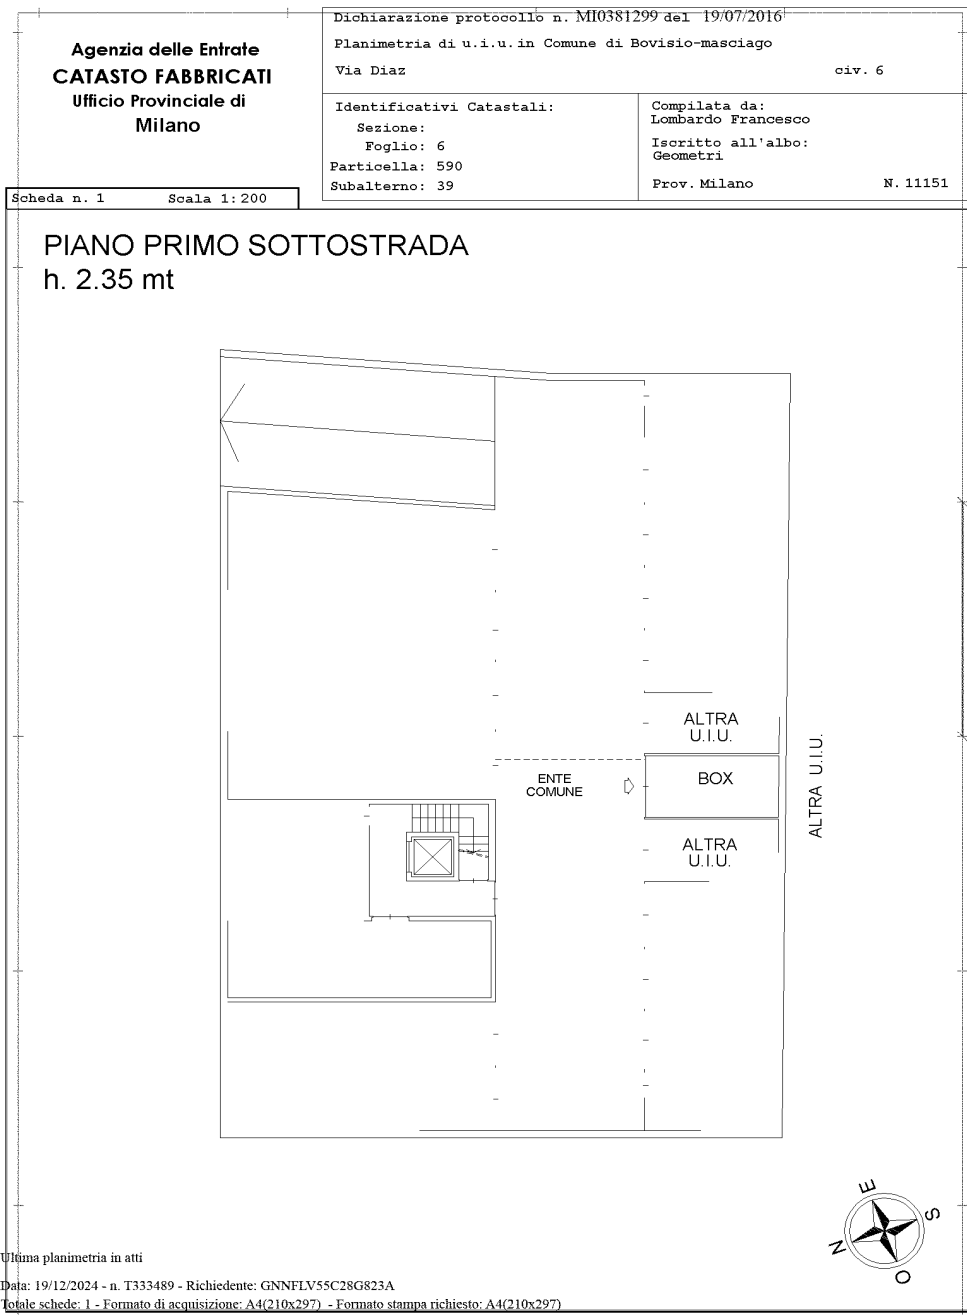 Agenzia delle Entrate
CATASTO FABBRICATI
Ufficio Provinciale di
Milano
Dichiarazione protocollo n. MI0381299 del 19/07/2016
Planimetria di u.i.u. in Comune di Bovisio-masciago
Via Diaz civ. 6
Identificativi Catastali:
Sezione:
Foglio: 6
Particella: 590
Subalterno: 39
Compilata da:
Lombardo Francesco
Iscritto all'albo:
Geometri
Prov. Milano N. 11151
Scheda n. 1 Scala 1:200
PIANO PRIMO SOTTOSTRADA
h. 2.35 mt
ALTRA
U.I.U.
ENTE
COMUNE
BOX
ALTRA U.I.U.
ALTRA
U.I.U.
E
S
N
O
Ultima planimetria in atti
Data: 19/12/2024 - n. T333489 - Richiedente: GNNFLV55C28G823A
Totale schede: 1 - Formato di acquisizione: A4(210x297) - Formato stampa richiesto: A4(210x297)